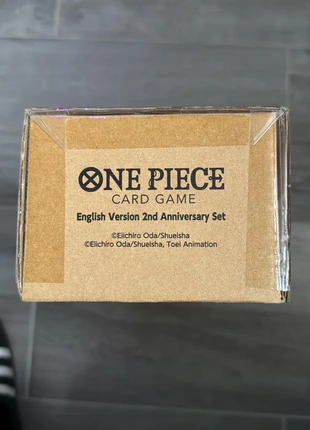 ONE PIECE
CARD GAME
English Version 2nd Anniversary Set
©Eiichiro Oda/Shueisha
©Eiichiro Oda/Shueisha, Toei Animation